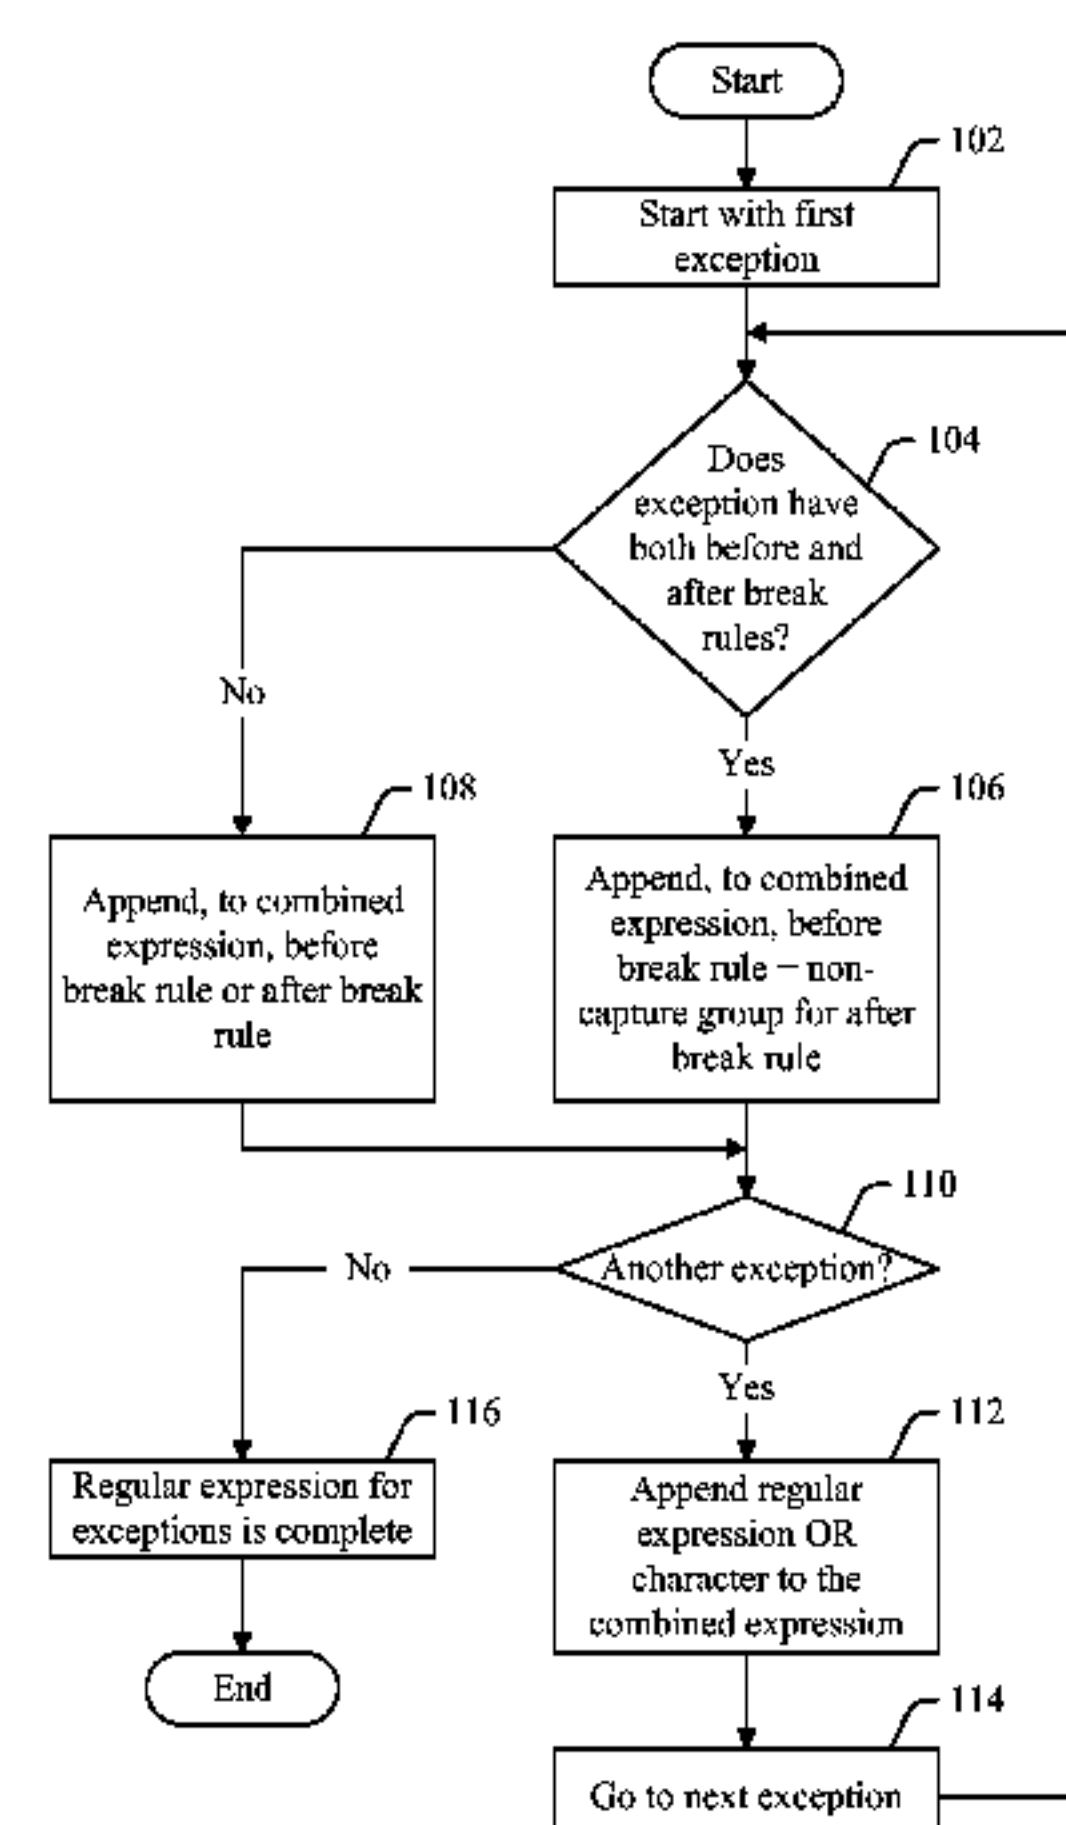 Start
102
Start with first
exception
104
Does
exception have
both before and
after break
rules?
No
Yes
108
106
Append, to combined
expression, before
break rule or after break
rule
Append, to combined
expression, before
break rule – non-
capture group for after
break rule
110
Another exception?
No
Yes
116
112
Regular expression for
exceptions is complete
Append regular
expression OR
character to the
combined expression
End
114
Go to next exception